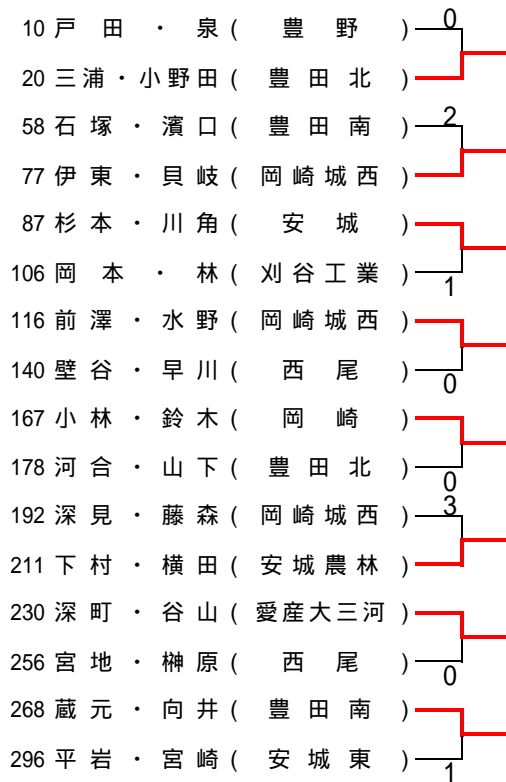 10 戸田・泉(豊野) 0
20 三浦・小野田(豊田北)
58 石塚・濱口(豊田南) 2
77 伊東・貝岐(岡崎城西)
87 杉本・川角(安城)
106 岡本・林(刈谷工業) 1
116 前澤・水野(岡崎城西)
140 壁谷・早川(西尾) 0
167 小林・鈴木(岡崎)
178 河合・山下(豊田北) 0
192 深見・藤森(岡崎城西) 3
211 下村・横田(安城農林)
230 深町・谷山(愛産大三河)
256 宮地・榊原(西尾) 0
268 蔵元・向井(豊田南)
296 平岩・宮崎(安城東) 1